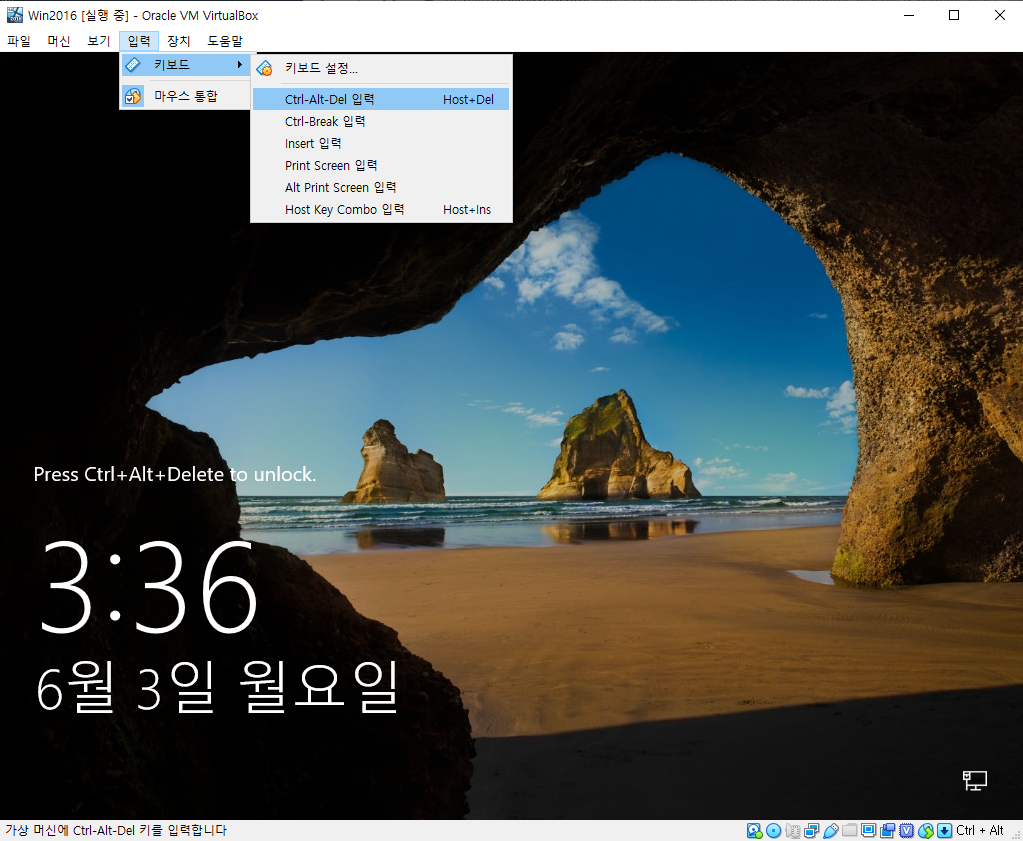 Win2016 [실행 중] - Oracle VM VirtualBox
파일 머신 보기 입력 장치 도움말
키보드
마우스 통합
키보드 설정...
Ctrl-Alt-Del 입력 Host+Del
Ctrl-Break 입력
Insert 입력
Print Screen 입력
Alt Print Screen 입력
Host Key Combo 입력 Host+Ins
Press Ctrl+Alt+Delete to unlock.
3:36
6월 3일 월요일
가상 머신에 Ctrl-Alt-Del 키를 입력합니다 Ctrl + Alt